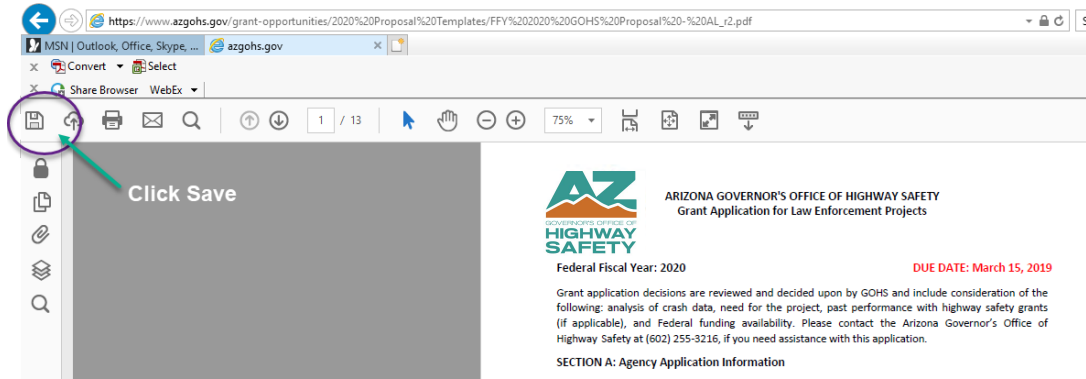 https://www.azgohs.gov/grant-opportunities/2020%20Proposal%20Templates/FFY%202020%20GOHS%20Proposal%20-%20AL_r2.pdf
MSN | Outlook, Office, Skype, ... azgohs.gov
Convert Select
Share Browser WebEx
1 / 13 75%
Click Save
AZ
GOVERNOR'S OFFICE OF
HIGHWAY
SAFETY
ARIZONA GOVERNOR'S OFFICE OF HIGHWAY SAFETY
Grant Application for Law Enforcement Projects
Federal Fiscal Year: 2020 DUE DATE: March 15, 2019
Grant application decisions are reviewed and decided upon by GOHS and include consideration of the
following: analysis of crash data, need for the project, past performance with highway safety grants
(if applicable), and Federal funding availability. Please contact the Arizona Governor's Office of
Highway Safety at (602) 255-3216, if you need assistance with this application.
SECTION A: Agency Application Information